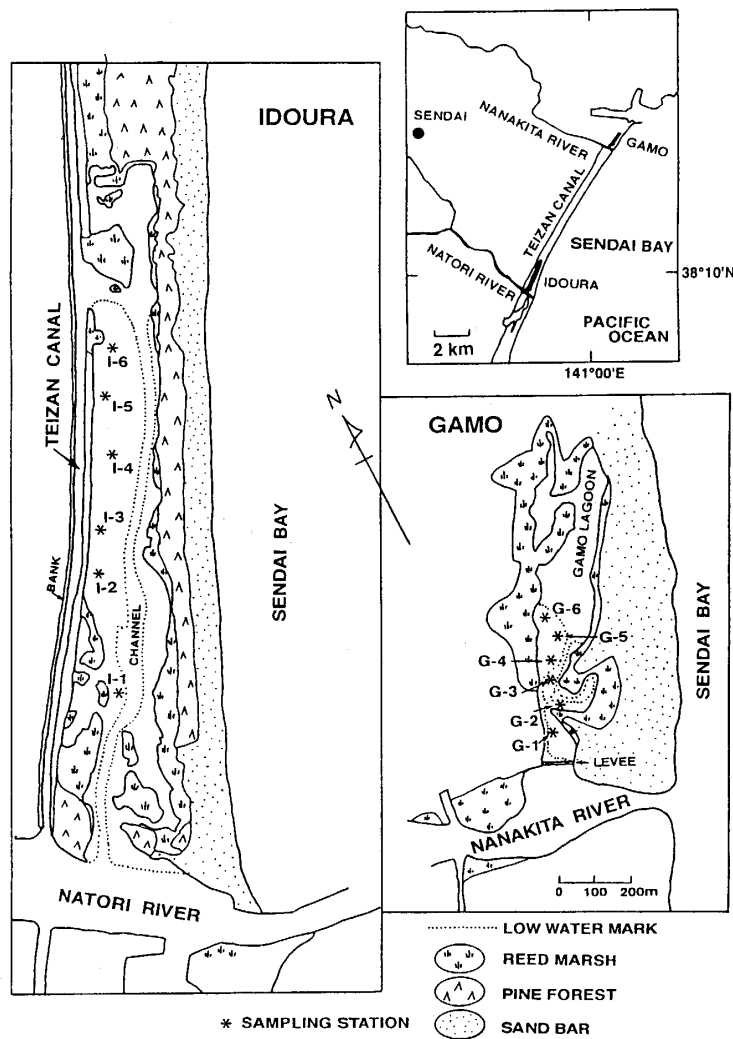 IDOURA
TEIZAN CANAL
BANK
I-6
I-5
I-4
I-3
I-2
I-1
CHANNEL
SENDAI BAY
NATORI RIVER
SENDAI
NANAKITA RIVER
GAMO
TEIZAN CANAL
SENDAI BAY
NATORI RIVER
IDOURA
38°10'N
PACIFIC
OCEAN
2 km
141°00'E
N
GAMO
GAMO LAGOON
G-6
G-5
G-4
G-3
G-2
G-1
SENDAI BAY
LEVEE
NANAKITA RIVER
0 100 200m
LOW WATER MARK
REED MARSH
PINE FOREST
* SAMPLING STATION
SAND BAR